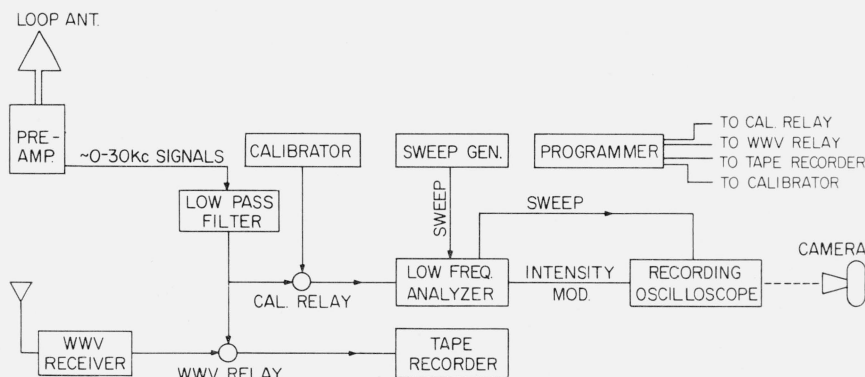 LOOP ANT.
PRE-
AMP.
~0-30Kc SIGNALS
LOW PASS
FILTER
CALIBRATOR
SWEEP GEN.
PROGRAMMER
TO CAL. RELAY
TO WWV RELAY
TO TAPE RECORDER
TO CALIBRATOR
SWEEP
SWEEP
CAMERA
CAL. RELAY
LOW FREQ.
ANALYZER
INTENSITY
MOD.
RECORDING
OSCILLOSCOPE
WWV
RECEIVER
WWV RELAY
TAPE
RECORDER